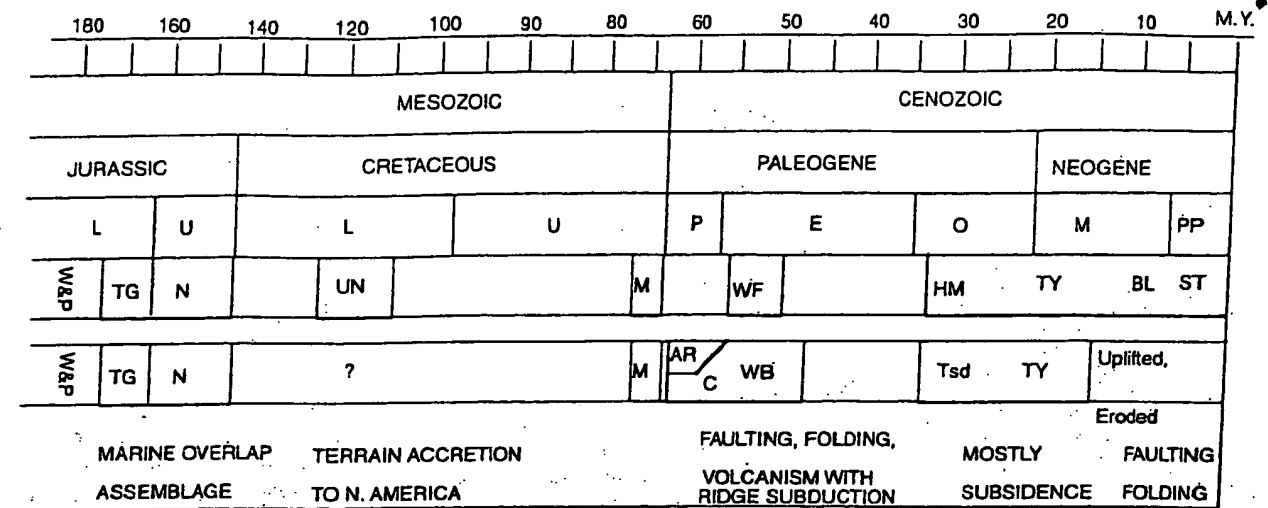 180 160 140 120 100 80 60 50 40 30 20 10 M.Y.
MESOZOIC CENOZOIC
JURASSIC CRETACEOUS PALEOGENE NEOGENE
L U L U P E O M PP
W&P TG N UN M WF HM TY BL ST
W&P TG N ? M AR C WB Tsd TY Uplifted,
Eroded
MARINE OVERLAP TERRAIN ACCRETION FAULTING, FOLDING, MOSTLY FAULTING
ASSEMBLAGE TO N. AMERICA VOLCANISM WITH SUBSIDENCE FOLDING
RIDGE SUBDUCTION